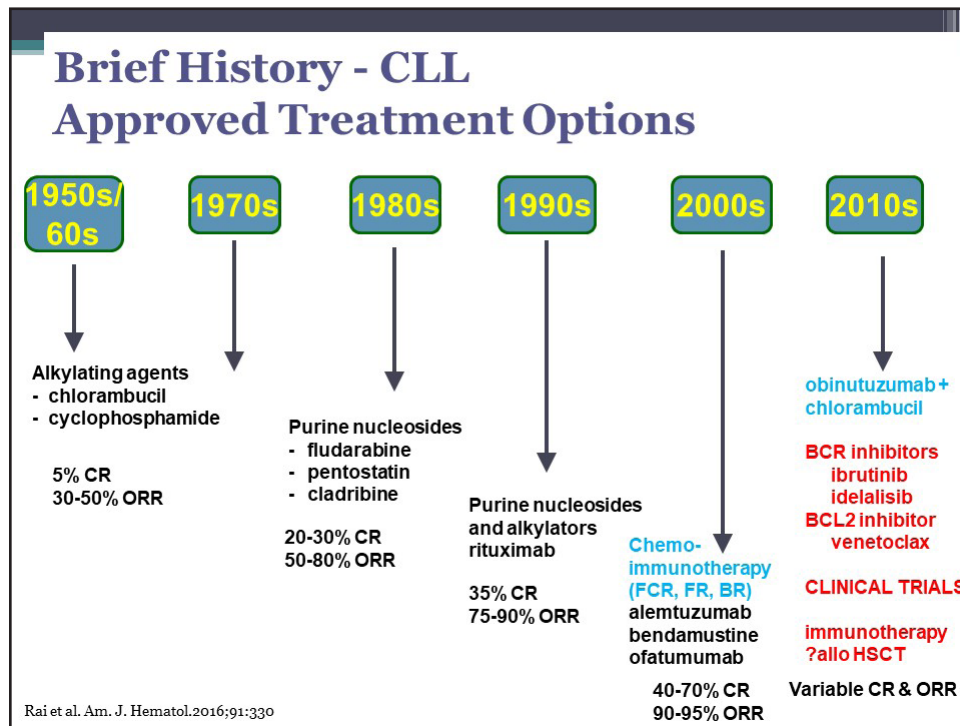 Brief History - CLL
Approved Treatment Options
1950s/
60s
1970s
1980s
1990s
2000s
2010s
Alkylating agents
- chlorambucil
- cyclophosphamide
5% CR
30-50% ORR
Purine nucleosides
- fludarabine
- pentostatin
- cladribine
20-30% CR
50-80% ORR
Purine nucleosides
and alkylators
rituximab
35% CR
75-90% ORR
Chemo-
immunotherapy
(FCR, FR, BR)
alemtuzumab
bendamustine
ofatumumab
40-70% CR
90-95% ORR
obinutuzumab +
chlorambucil
BCR inhibitors
ibrutinib
idelalisib
BCL2 inhibitor
venetoclax
CLINICAL TRIALS
immunotherapy
?allo HSCT
Variable CR & ORR
Rai et al. Am. J. Hematol.2016;91:330